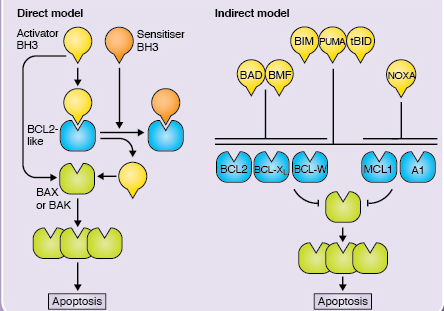 Direct model
Activator
BH3
Sensitiser
BH3
BCL2-
like
BAX
or BAK
Apoptosis
Indirect model
BIM PUMA tBID
BAD BMF
NOXA
BCL2 BCL-XL BCL-W MCL1 A1
Apoptosis